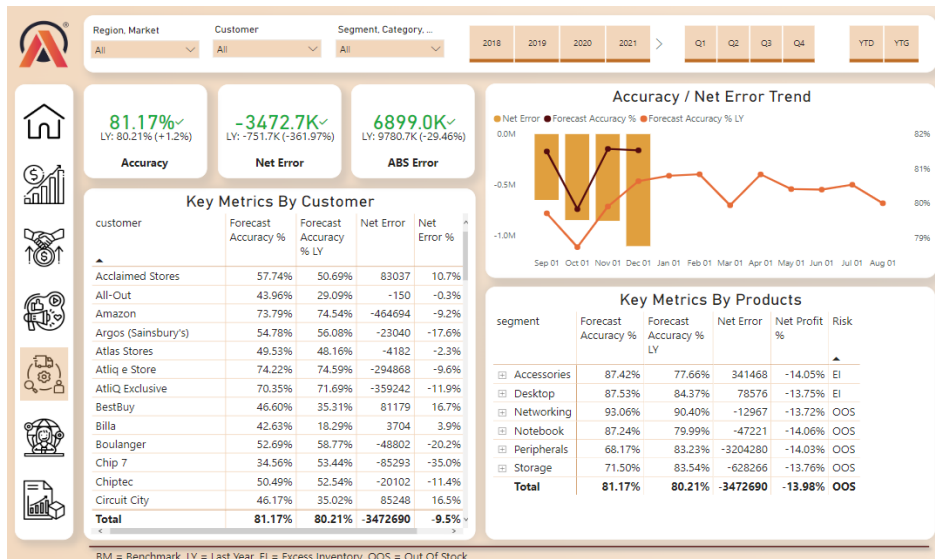 Region, Market
Customer
Segment, Category, ...
All
All
All
2018 2019 2020 2021
Q1 Q2 Q3 Q4
YTD YTG
81.17%
LY: 80.21% (+1.2%)
Accuracy
-3472.7K
LY: -751.7K (-361.97%)
Net Error
6899.0K
LY: 9780.7K (-29.46%)
ABS Error
Accuracy / Net Error Trend
Net Error Forecast Accuracy % Forecast Accuracy % LY
0.0M
-0.5M
-1.0M
82%
81%
80%
79%
Sep 01 Oct 01 Nov 01 Dec 01 Jan 01 Feb 01 Mar 01 Apr 01 May 01 Jun 01 Jul 01 Aug 01
Key Metrics By Customer
customer Forecast Accuracy % Forecast Accuracy % LY Net Error Net Error %
Acclaimed Stores 57.74% 50.69% 83037 10.7%
All-Out 43.96% 29.09% -150 -0.3%
Amazon 73.79% 74.54% -464694 -9.2%
Argos (Sainsbury's) 54.78% 56.08% -23040 -17.6%
Atlas Stores 49.53% 48.16% -4182 -2.3%
Atliq e Store 74.22% 74.59% -294868 -9.6%
AtliQ Exclusive 70.35% 71.69% -359242 -11.9%
BestBuy 46.60% 35.31% 81179 16.7%
Billa 42.63% 18.29% 3704 3.9%
Boulanger 52.69% 58.77% -48802 -20.2%
Chip 7 34.56% 53.44% -85293 -35.0%
Chiptec 50.49% 52.54% -20102 -11.4%
Circuit City 46.17% 35.02% 85248 16.5%
Total 81.17% 80.21% -3472690 -9.5%
Key Metrics By Products
segment Forecast Accuracy % Forecast Accuracy % LY Net Error Net Profit % Risk
Accessories 87.42% 77.66% 341468 -14.05% EI
Desktop 87.53% 84.37% 78576 -13.75% EI
Networking 93.06% 90.40% -12967 -13.72% OOS
Notebook 87.24% 79.99% -47221 -14.06% OOS
Peripherals 68.17% 83.23% -3204280 -14.03% OOS
Storage 71.50% 83.54% -628266 -13.76% OOS
Total 81.17% 80.21% -3472690 -13.98% OOS
BM = Benchmark, LY = Last Year, EI = Excess Inventory, OOS = Out Of Stock